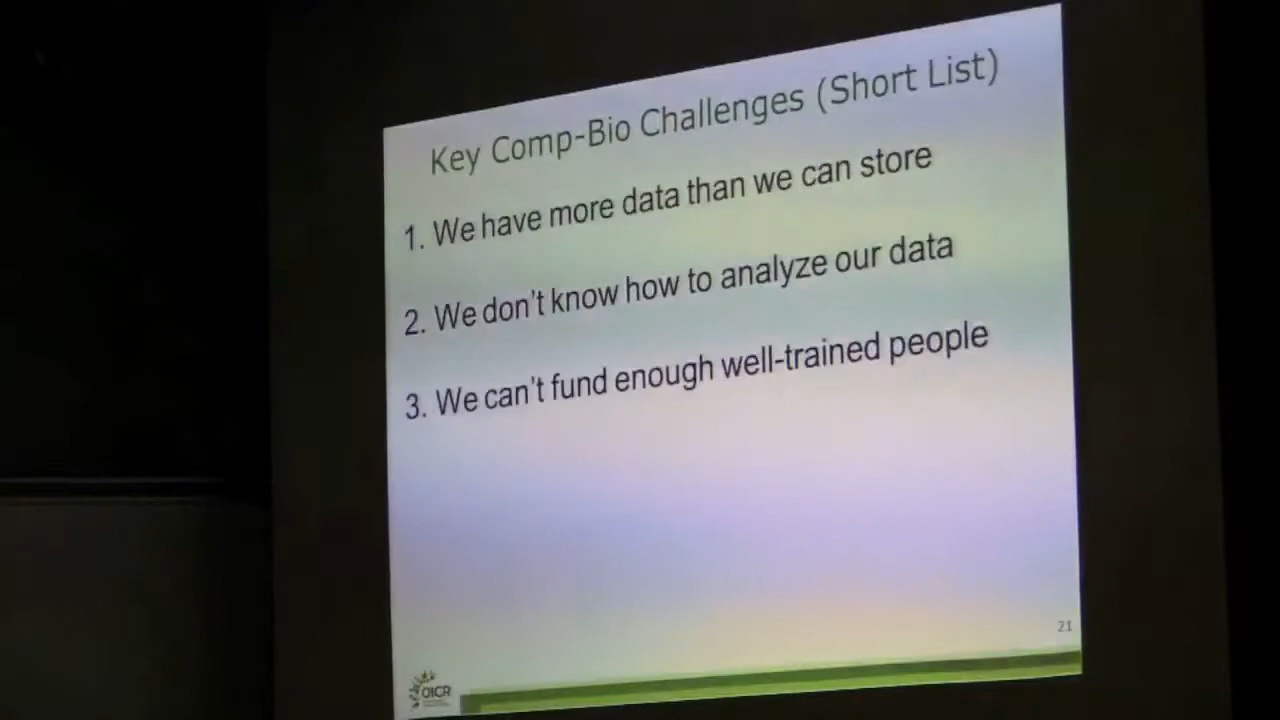 Key Comp-Bio Challenges (Short List)
1. We have more data than we can store
2. We don't know how to analyze our data
3. We can't fund enough well-trained people
21
OICR